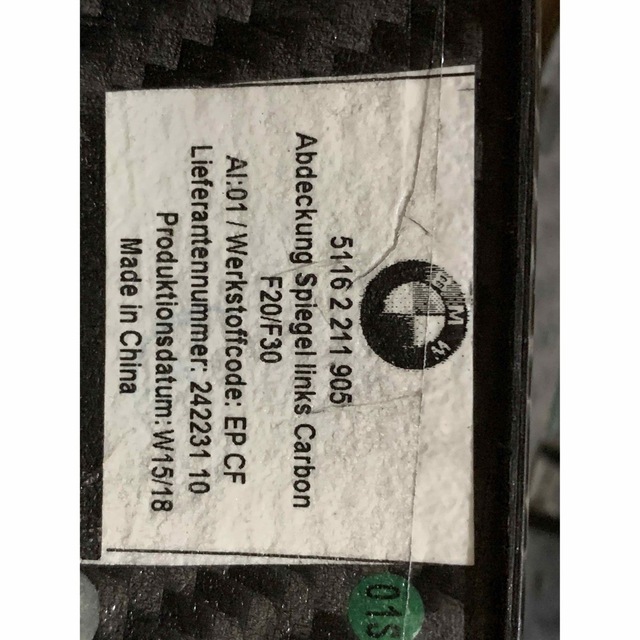 BMW
5116 2 211 905
Abdeckung Spiegel links Carbon
F20/F30
AI:01 / Werkstoffcode: EP CF
Lieferantennummer: 242231 10
Produktionsdatum:W15/18
Made in China